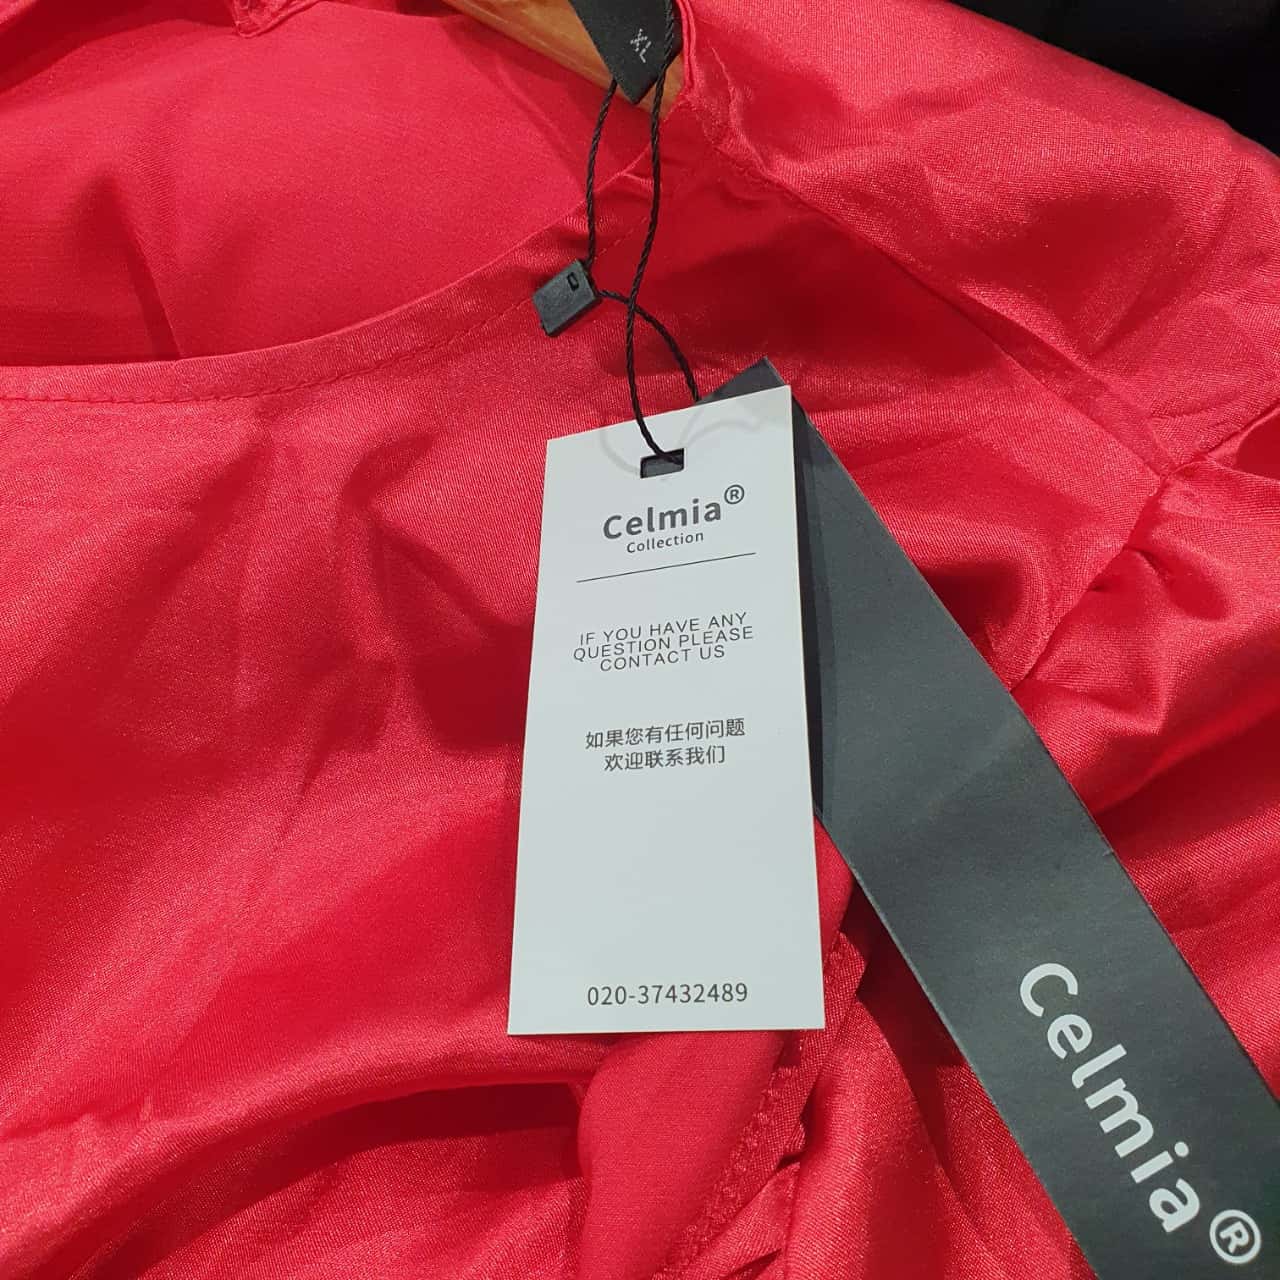 XL
Celmia®
Collection
IF YOU HAVE ANY
QUESTION PLEASE
CONTACT US
如果您有任何问题
欢迎联系我们
020-37432489
Celmia®